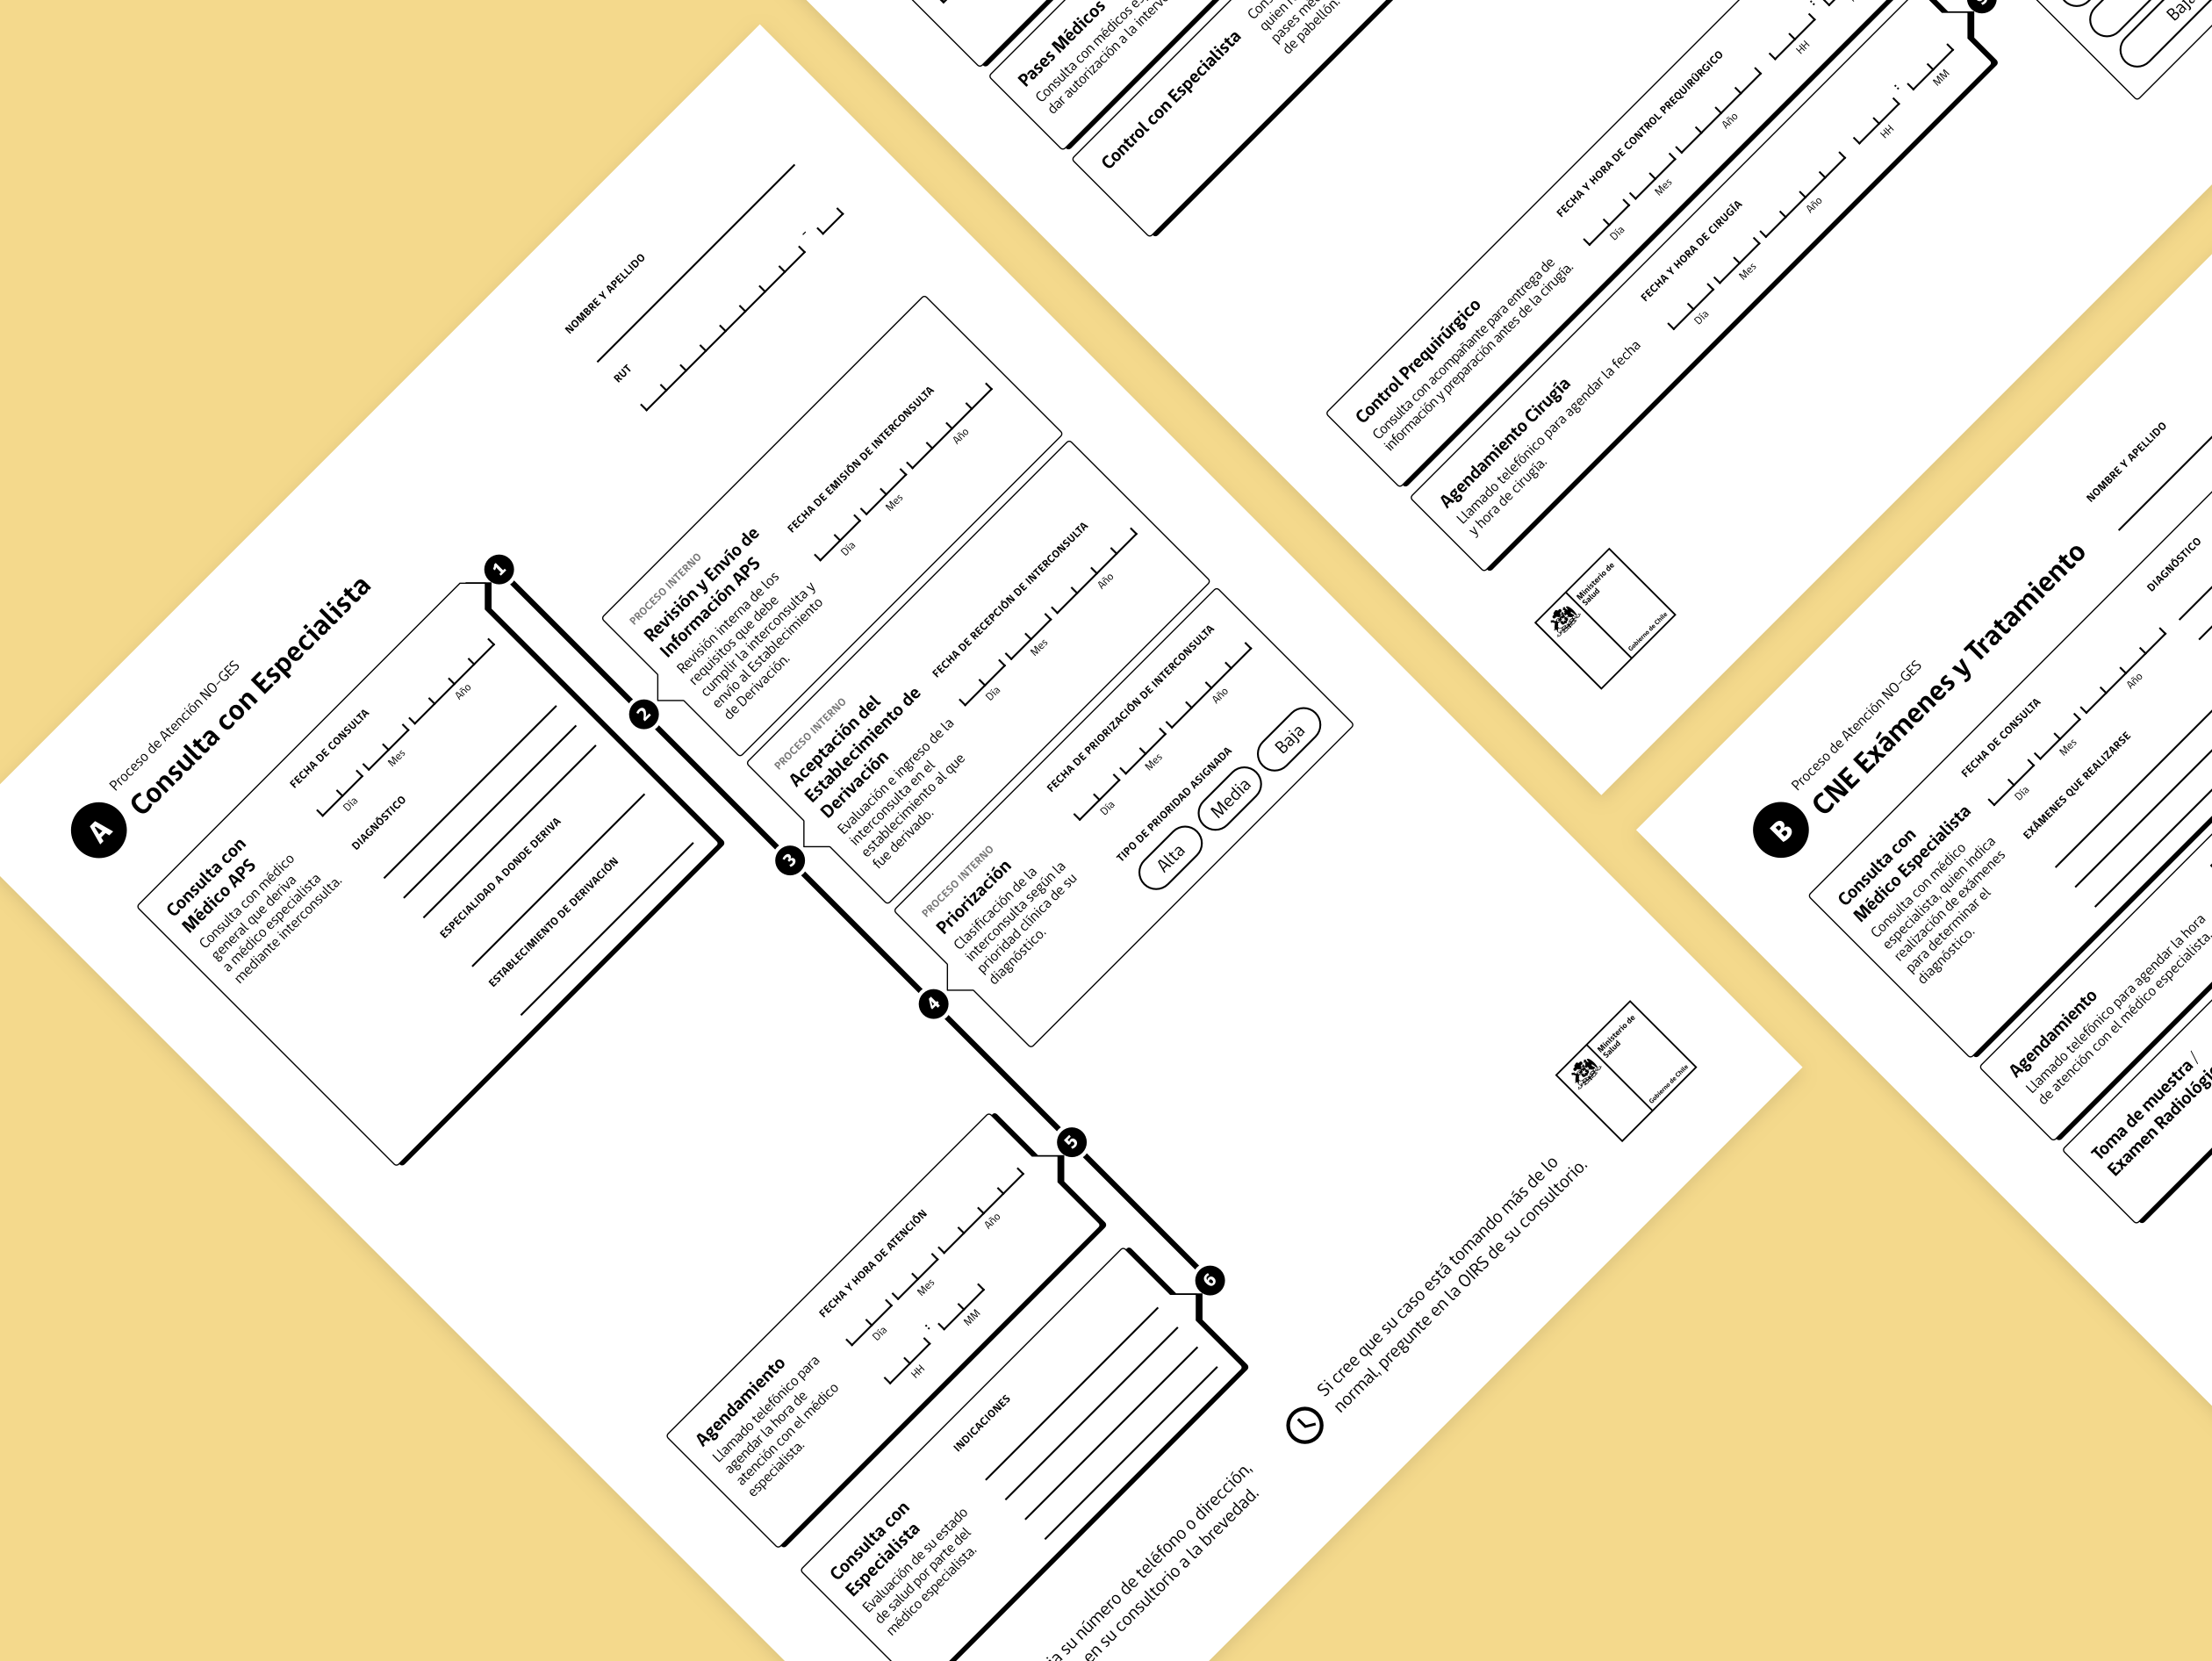 A
Proceso de Atención NO-GES
Consulta con Especialista
NOMBRE Y APELLIDO
RUT
-
1
Consulta con
Médico APS
Consulta con médico
general que deriva
a médico especialista
mediante interconsulta.
FECHA DE CONSULTA
Día
Mes
Año
DIAGNÓSTICO
ESPECIALIDAD A DONDE DERIVA
ESTABLECIMIENTO DE DERIVACIÓN
2
PROCESO INTERNO
Revisión y Envío de
Información APS
Revisión interna de los
requisitos que debe
cumplir la interconsulta y
envío al Establecimiento
de Derivación.
FECHA DE EMISIÓN DE INTERCONSULTA
Día
Mes
Año
3
PROCESO INTERNO
Aceptación del
Establecimiento de
Derivación
Evaluación e ingreso de la
interconsulta en el
establecimiento al que
fue derivado.
FECHA DE RECEPCIÓN DE INTERCONSULTA
Día
Mes
Año
4
PROCESO INTERNO
Priorización
Clasificación de la
interconsulta según la
prioridad clínica de su
diagnóstico.
FECHA DE PRIORIZACIÓN DE INTERCONSULTA
Día
Mes
Año
TIPO DE PRIORIDAD ASIGNADA
Alta
Media
Baja
5
Agendamiento
Llamado telefónico para
agendar la hora de
atención con el médico
especialista.
FECHA Y HORA DE ATENCIÓN
Día
Mes
Año
HH
:
MM
6
Consulta con
Especialista
Evaluación de su estado
de salud por parte del
médico especialista.
INDICACIONES
su número de teléfono o dirección,
en su consultorio a la brevedad.
Si cree que su caso está tomando más de lo
normal, pregunte en la OIRS de su consultorio.
Ministerio de
Salud
Gobierno de Chile
Pases Médicos
Consulta con médicos
dar autorización a la
Control con Especialista
quien
pases
de pabellón.
Control Prequirúrgico
Consulta con acompañante para entrega de
información y preparación antes de la cirugía.
FECHA Y HORA DE CONTROL PREQUIRÚRGICO
Día
Mes
Año
HH
:
Agendamiento Cirugía
Llamado telefónico para agendar la fecha
y hora de cirugía.
FECHA Y HORA DE CIRUGÍA
Día
Mes
Año
HH
:
MM
Baja
Ministerio de
Salud
Gobierno de Chile
B
Proceso de Atención NO-GES
CNE Exámenes y Tratamiento
NOMBRE Y APELLIDO
Consulta con
Médico Especialista
Consulta con médico
especialista, quien indica
realización de exámenes
para determinar el
diagnóstico.
FECHA DE CONSULTA
Día
Mes
Año
DIAGNÓSTICO
EXÁMENES QUE REALIZARSE
Agendamiento
Llamado telefónico para agendar la hora
de atención con el médico especialista.
Toma de muestra /
Examen